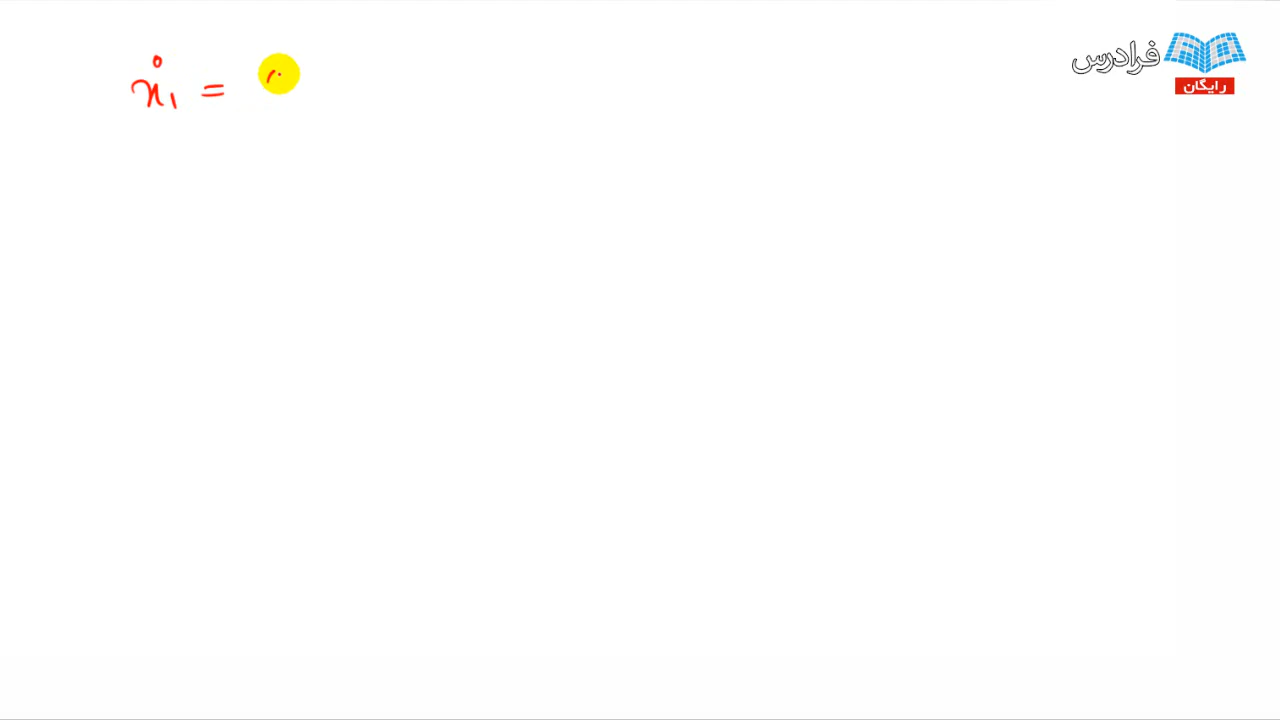 ẋ₁ =
فرادرس
رایگان